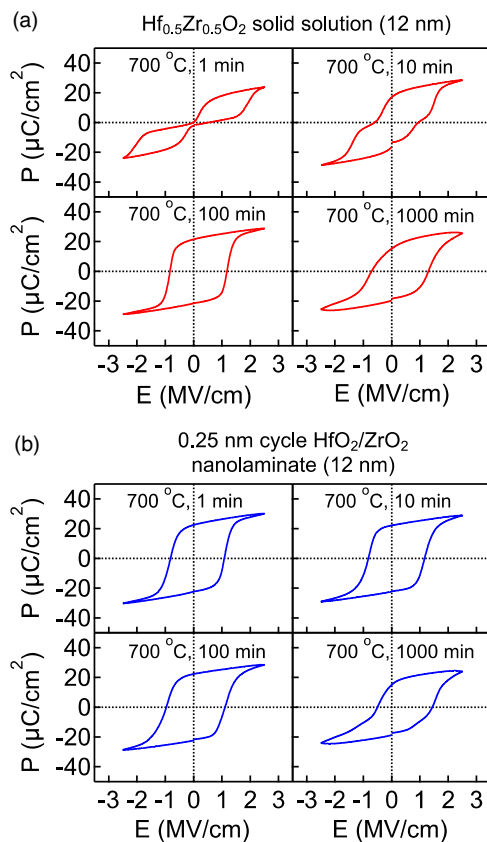 (a)
Hf0.5Zr0.5O2 solid solution (12 nm)
700 °C, 1 min
700 °C, 10 min
P (μC/cm2)
40
20
0
-20
-40
700 °C, 100 min
700 °C, 1000 min
P (μC/cm2)
40
20
0
-20
-40
-3 -2 -1 0 1 2 3
-3 -2 -1 0 1 2 3
E (MV/cm)
E (MV/cm)
(b)
0.25 nm cycle HfO2/ZrO2
nanolaminate (12 nm)
700 °C, 1 min
700 °C, 10 min
P (μC/cm2)
40
20
0
-20
-40
700 °C, 100 min
700 °C, 1000 min
P (μC/cm2)
40
20
0
-20
-40
-3 -2 -1 0 1 2 3
-3 -2 -1 0 1 2 3
E (MV/cm)
E (MV/cm)